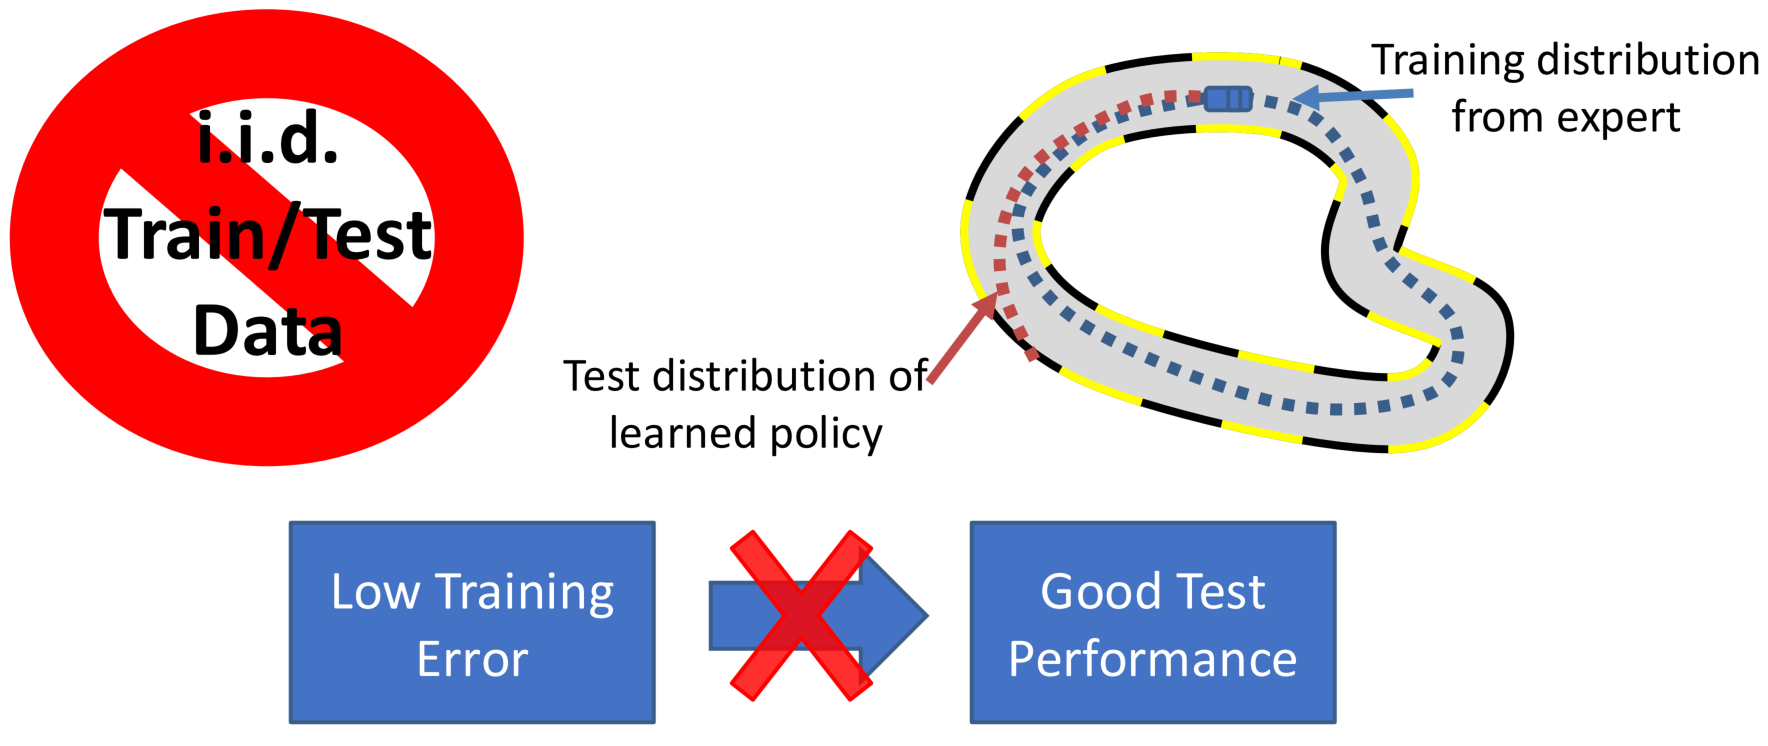 i.i.d.
Train/Test
Data
Training distribution
from expert
Test distribution of
learned policy
Low Training
Error
Good Test
Performance